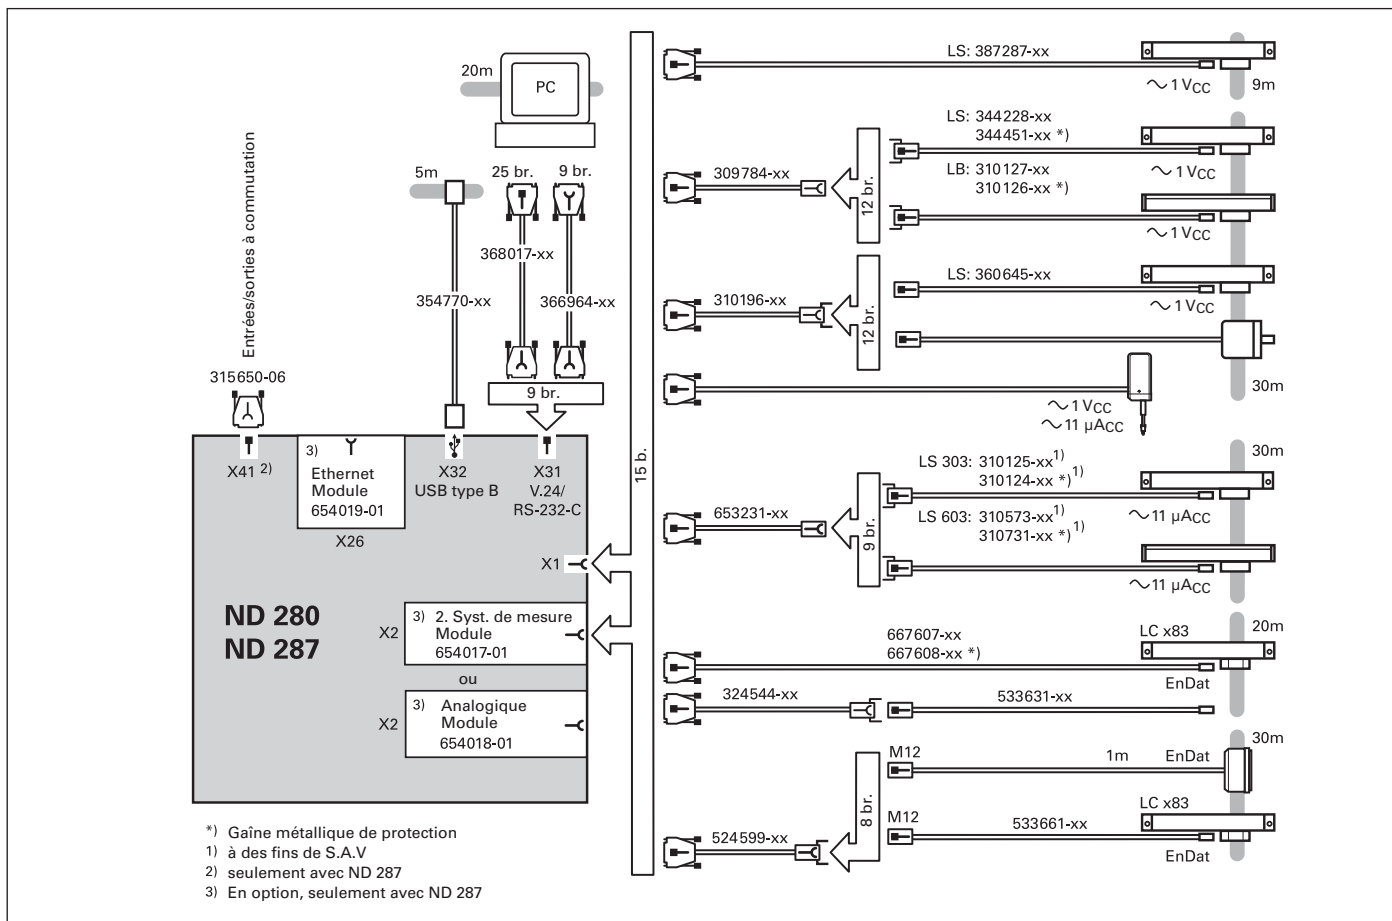 20m
PC
Entrées/sorties à commutation
5m
25 br.
9 br.
368017-xx
354770-xx
366964-xx
315650-06
9 br.
X41 2)
3)
Ethernet
Module
654019-01
X26
X32
USB type B
X31
V.24/
RS-232-C
X1
ND 280
ND 287
X2
3) 2. Syst. de mesure
Module
654017-01
ou
X2
3) Analogique
Module
654018-01
15 b.
LS: 387287-xx
~ 1 VCC
9m
LS: 344228-xx
344451-xx *)
309784-xx
12 br.
~ 1 VCC
LB: 310127-xx
310126-xx *)
~ 1 VCC
LS: 360645-xx
310196-xx
12 br.
~ 1 VCC
30m
~ 1 VCC
~ 11 µACC
30m
LS 303: 310125-xx1)
310124-xx *)1)
653231-xx
9 br.
~ 11 µACC
LS 603: 310573-xx1)
310731-xx *)1)
~ 11 µACC
667607-xx
667608-xx *)
LC x83
20m
EnDat
324544-xx
533631-xx
30m
M12
1m
EnDat
8 br.
LC x83
M12
533661-xx
524599-xx
EnDat
*) Gaîne métallique de protection
1) à des fins de S.A.V
2) seulement avec ND 287
3) En option, seulement avec ND 287